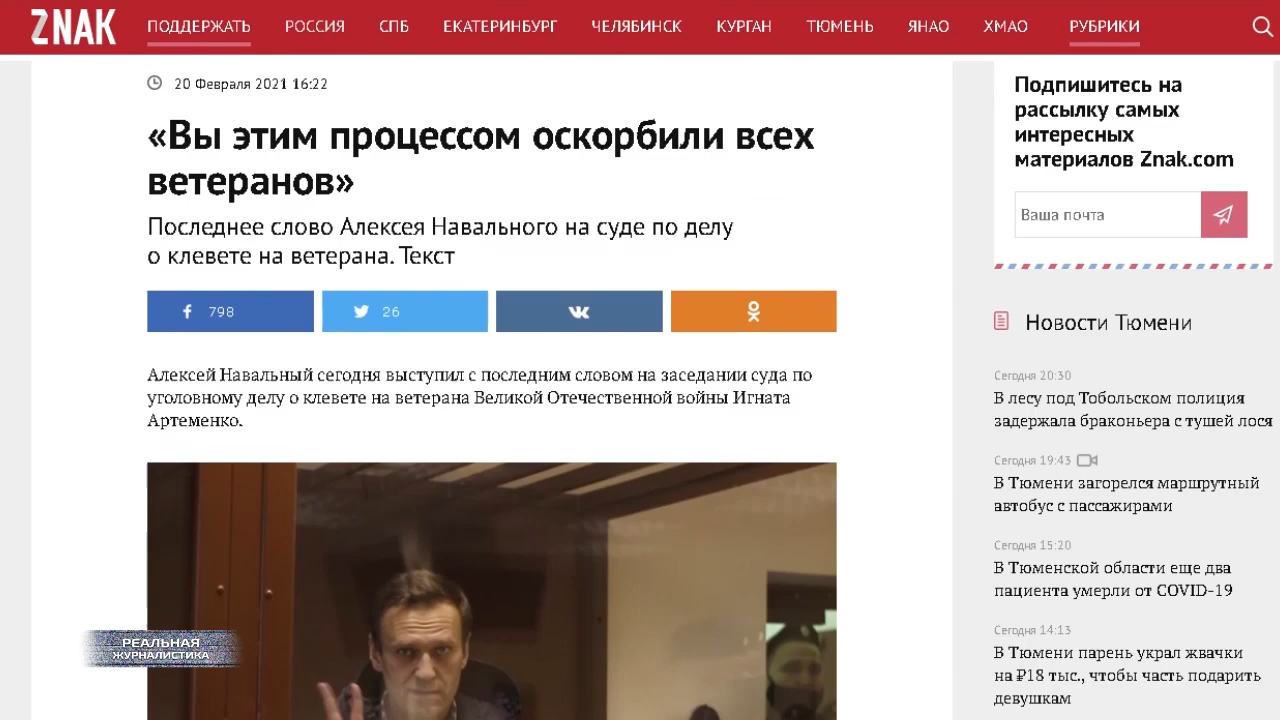 ZNAK
ПОДДЕРЖАТЬ
РОССИЯ
СПБ
ЕКАТЕРИНБУРГ
ЧЕЛЯБИНСК
КУРГАН
ТЮМЕНЬ
ЯНАО
ХМАО
РУБРИКИ
20 Февраля 2021 16:22
«Вы этим процессом оскорбили всех
ветеранов»
Последнее слово Алексея Навального на суде по делу
о клевете на ветерана. Текст
798
26
Алексей Навальный сегодня выступил с последним словом на заседании суда по
уголовному делу о клевете на ветерана Великой Отечественной войны Игната
Артеменко.
РЕАЛЬНАЯ
ЖУРНАЛИСТИКА
Подпишитесь на
рассылку самых
интересных
материалов Znak.com
Ваша почта
Новости Тюмени
Сегодня 20:30
В лесу под Тобольском полиция
задержала браконьера с тушей лося
Сегодня 19:43
В Тюмени загорелся маршрутный
автобус с пассажирами
Сегодня 15:20
В Тюменской области еще два
пациента умерли от COVID-19
Сегодня 14:13
В Тюмени парень украл жвачки
на ₽18 тыс., чтобы часть подарить
девушкам